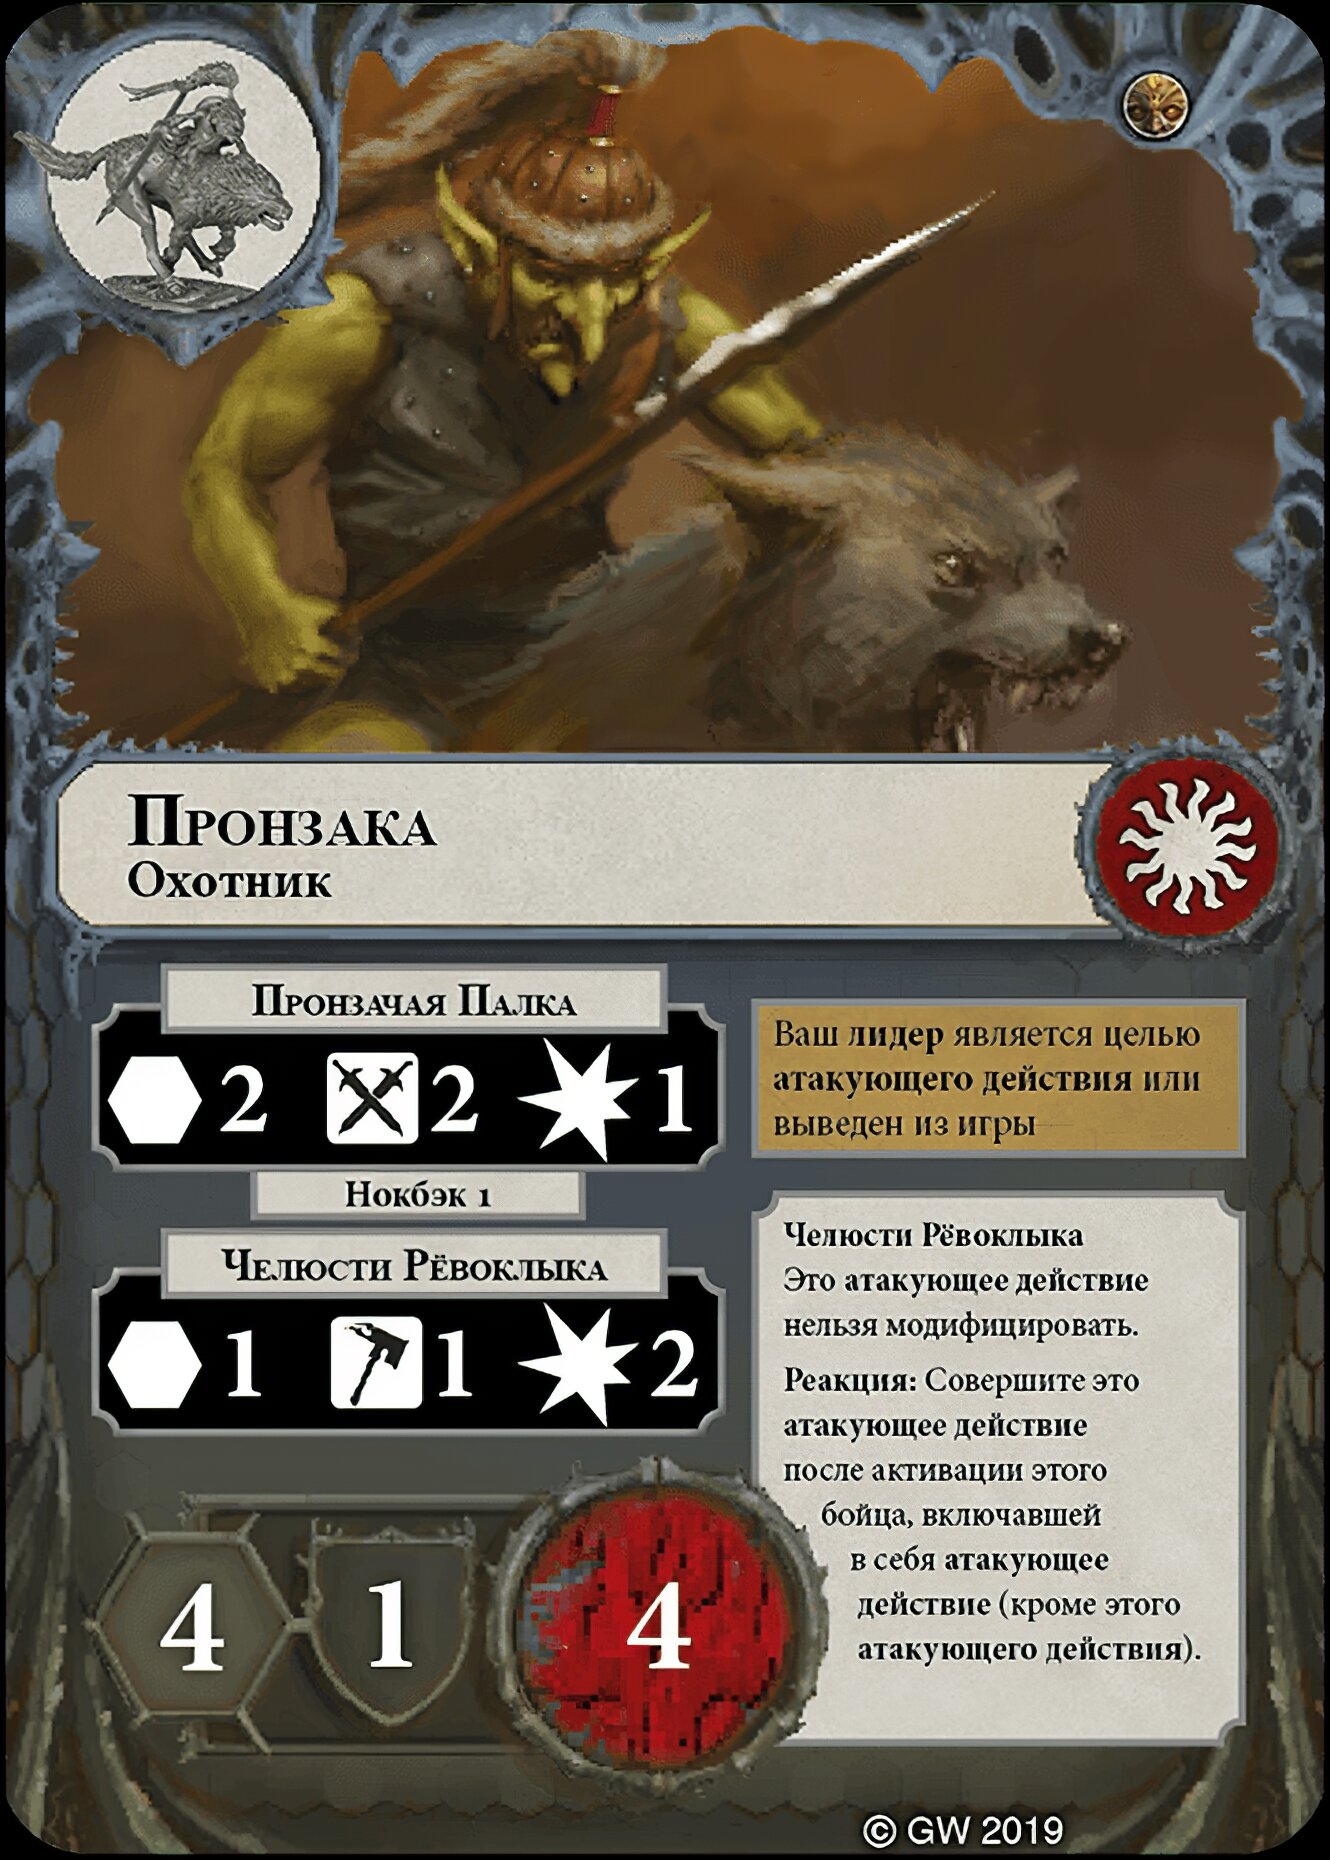 Пронзака
Охотник
Пронзачая Палка
2 2 1
Нокбэк 1
Челюсти Рёвоклыка
1 1 2
4 1 4
Ваш лидер является целью
атакующего действия или
выведен из игры
Челюсти Рёвоклыка
Это атакующее действие
нельзя модифицировать.
Реакция: Совершите это
атакующее действие
после активации этого
бойца, включавшей
в себя атакующее
действие (кроме этого
атакующего действия).
© GW 2019